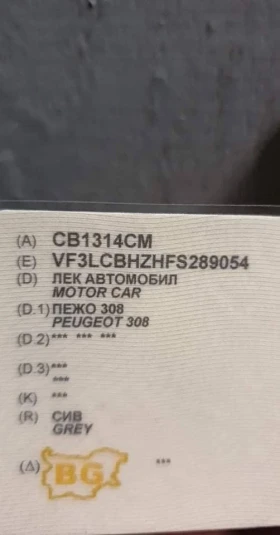 (A) CB1314CM
(E) VF3LCBHZHFS289054
(D) ЛЕК АВТОМОБИЛ
MOTOR CAR
(D.1) ПЕЖО 308
PEUGEOT 308
(D.2) *** *** ***
(D.3) ***
***
(K) ***
(R) СИВ
GREY
(Δ) BG ***